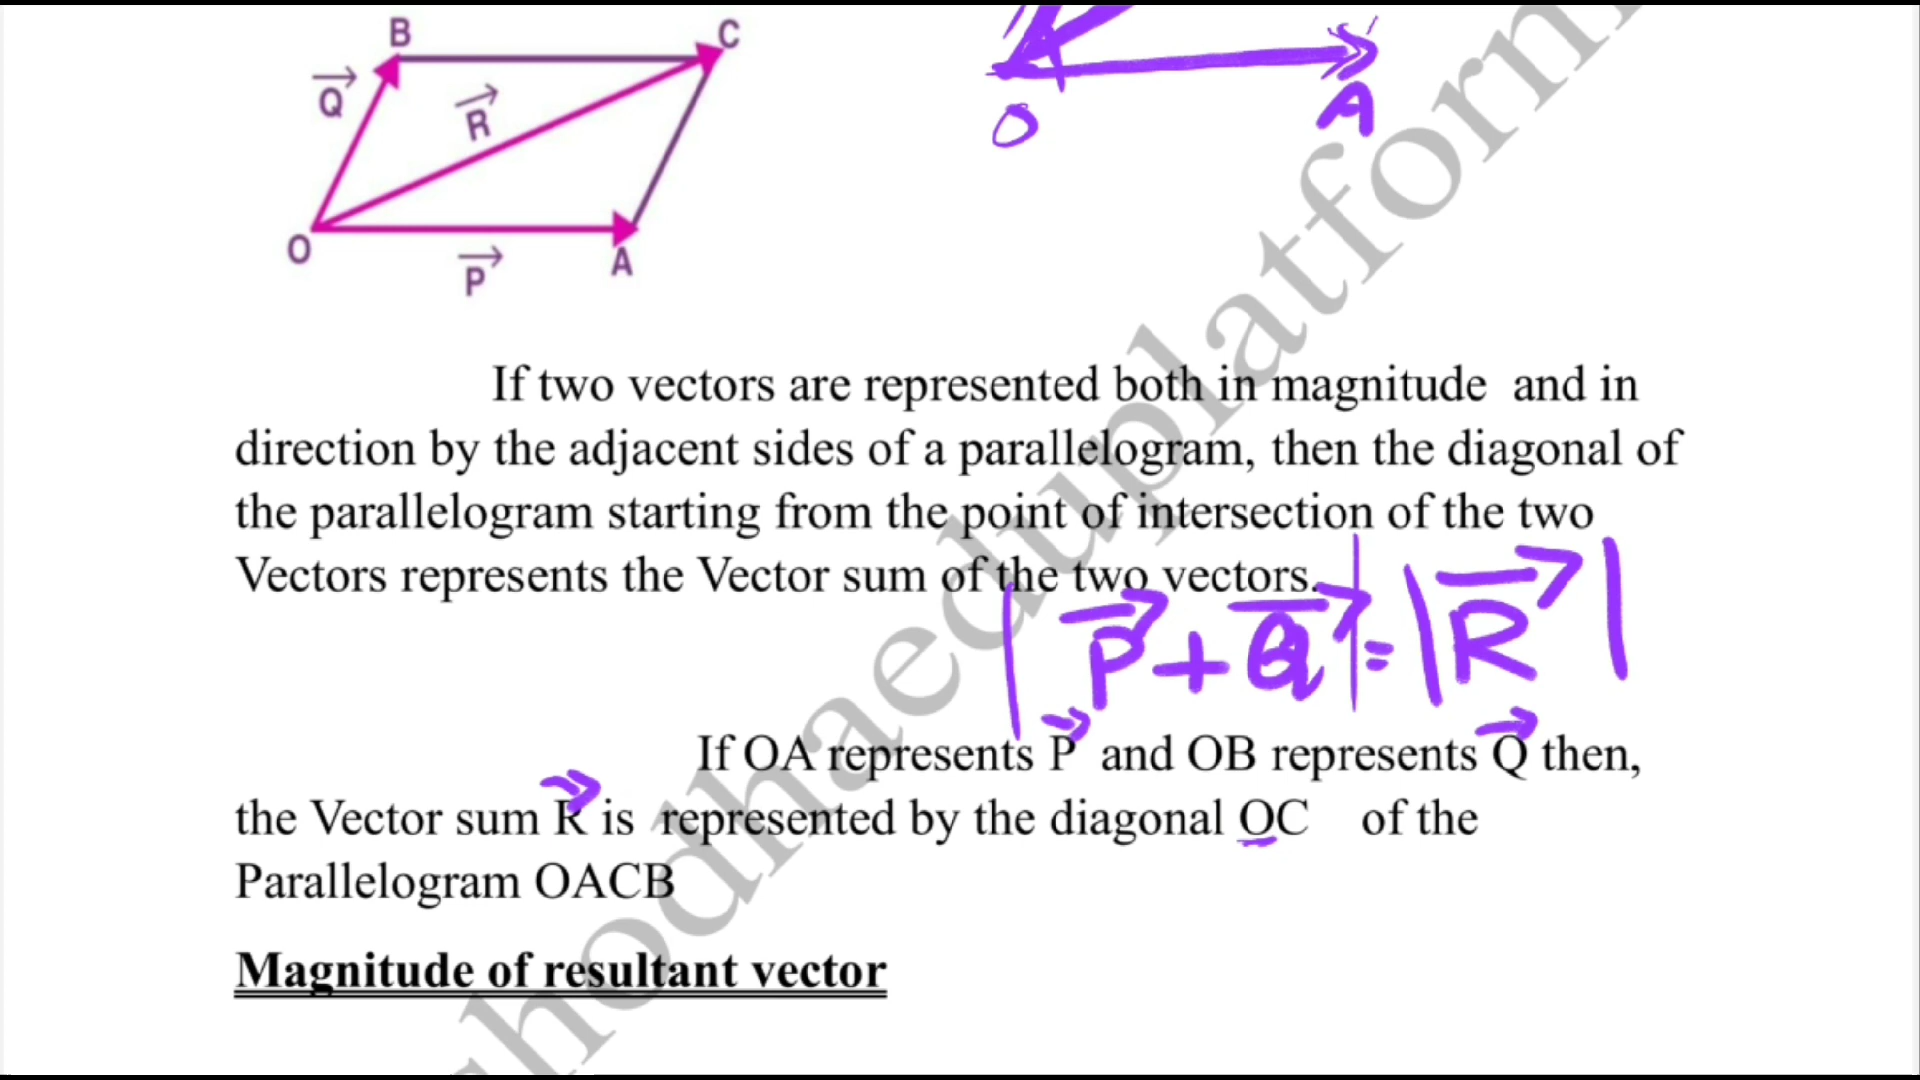 B
C
Q
R
O
P
A
O
A
If two vectors are represented both in magnitude and in
direction by the adjacent sides of a parallelogram, then the diagonal of
the parallelogram starting from the point of intersection of the two
Vectors represents the Vector sum of the two vectors.
|P+Q|=|R|
If OA represents P and OB represents Q then,
the Vector sum R is represented by the diagonal OC of the
Parallelogram OACB
Magnitude of resultant vector
hodhaeduplatform